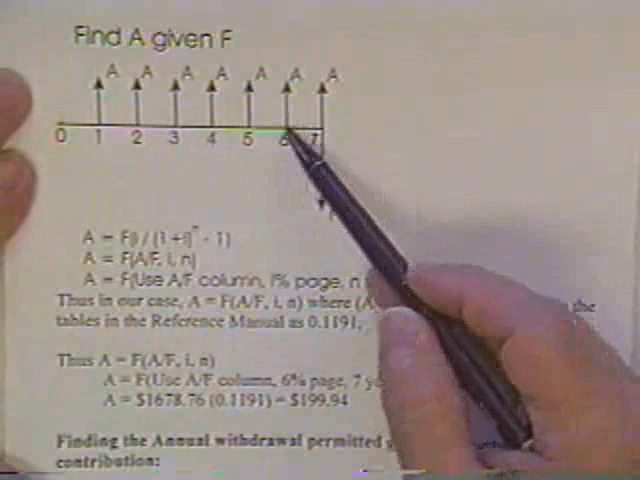 Find A given F
A A A A A A A
0 1 2 3 4 5 6 7
A = F(i / (1+i)ⁿ - 1)
A = F(A/F, i, n)
A = F(Use A/F column, i% page, n
Thus in our case, A = F(A/F, i, n) where (A, the
tables in the Reference Manual as 0.1191,
Thus A = F(A/F, i, n)
A = F(Use A/F column, 6% page, 7
A = $1678.76 (0.1191) = $199.94
Finding the Annual withdrawal permitted
contribution: